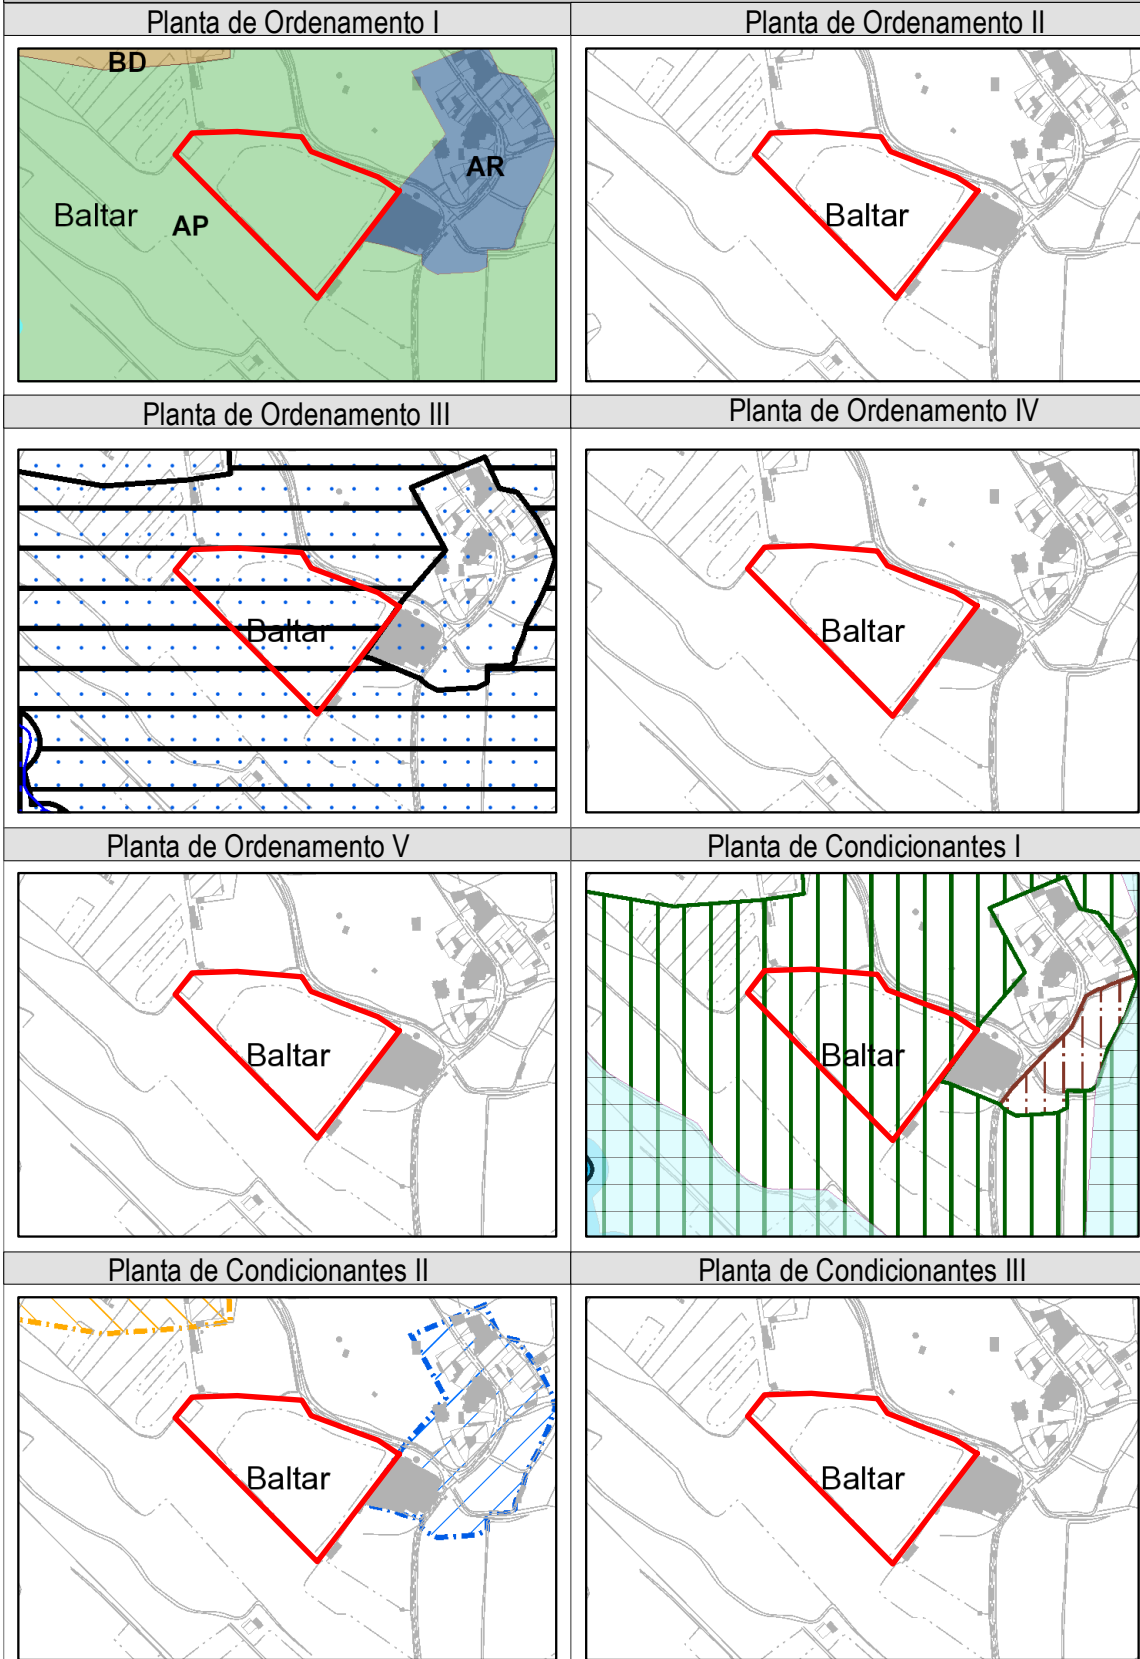 Planta de Ordenamento I
Planta de Ordenamento II
BD
AR
Baltar
AP
Baltar
Planta de Ordenamento III
Planta de Ordenamento IV
Baltar
Baltar
Planta de Ordenamento V
Planta de Condicionantes I
Baltar
Baltar
Planta de Condicionantes II
Planta de Condicionantes III
Baltar
Baltar